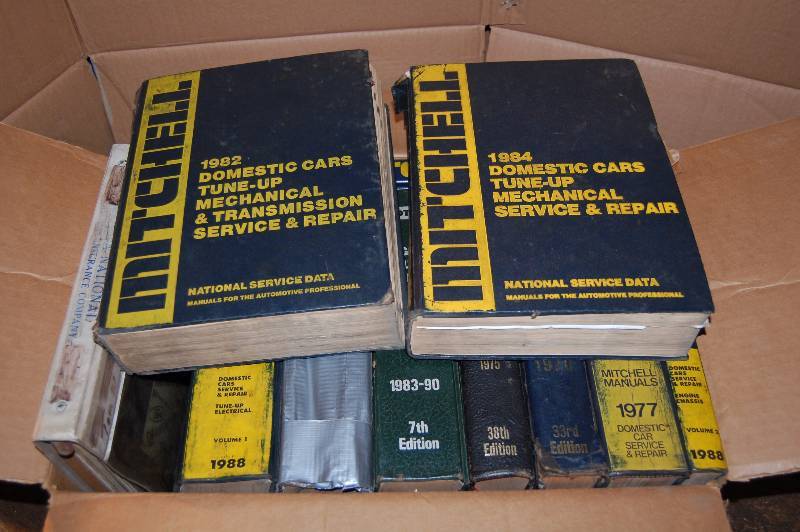 MITCHELL
1982
DOMESTIC CARS
TUNE-UP
MECHANICAL
& TRANSMISSION
SERVICE & REPAIR
NATIONAL SERVICE DATA
MANUALS FOR THE AUTOMOTIVE PROFESSIONAL
MITCHELL
1984
DOMESTIC CARS
TUNE-UP
MECHANICAL
SERVICE & REPAIR
NATIONAL SERVICE DATA
MANUALS FOR THE AUTOMOTIVE PROFESSIONAL
NATIONAL
INSURANCE COMPANY
DOMESTIC
CARS
SERVICE
& REPAIR
TUNE-UP
ELECTRICAL
VOLUME 1
1988
1983-90
7th
Edition
1975
38th
Edition
33rd
Edition
MITCHELL
MANUALS
1977
DOMESTIC
CAR
SERVICE
& REPAIR
DOMESTIC
CARS
SERVICE
& REPAIR
ENGINE
CHASSIS
VOLUME 2
1988